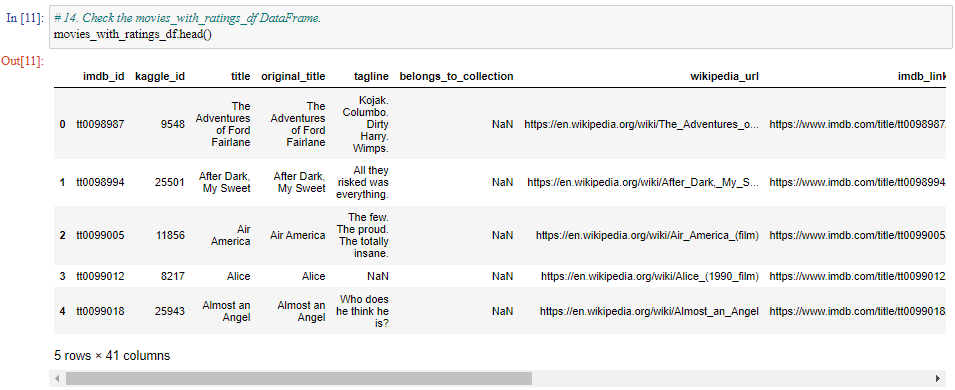 In [11]: # 14. Check the movies_with_ratings_df DataFrame.
movies_with_ratings_df.head()
Out[11]:
imdb_id kaggle_id title original_title tagline belongs_to_collection wikipedia_url imdb_link
0 tt0098987 9548 The Adventures of Ford Fairlane The Adventures of Ford Fairlane Kojak. Columbo. Dirty Harry. Wimps. NaN https://en.wikipedia.org/wiki/The_Adventures_o... https://www.imdb.com/title/tt0098987
1 tt0098994 25501 After Dark, My Sweet After Dark, My Sweet All they risked was everything. NaN https://en.wikipedia.org/wiki/After_Dark,_My_S... https://www.imdb.com/title/tt0098994
2 tt0099005 11856 Air America Air America The few. The proud. The totally insane. NaN https://en.wikipedia.org/wiki/Air_America_(film) https://www.imdb.com/title/tt0099005
3 tt0099012 8217 Alice Alice NaN NaN https://en.wikipedia.org/wiki/Alice_(1990_film) https://www.imdb.com/title/tt0099012
4 tt0099018 25943 Almost an Angel Almost an Angel Who does he think he is? NaN https://en.wikipedia.org/wiki/Almost_an_Angel https://www.imdb.com/title/tt0099018
5 rows × 41 columns